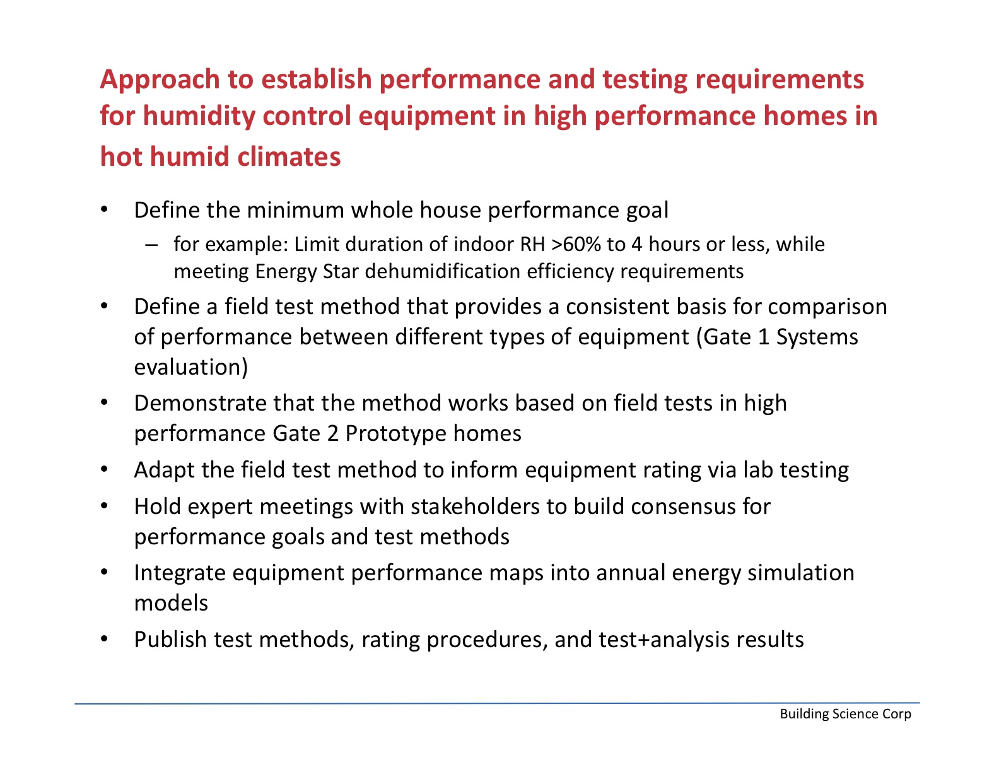 Approach to establish performance and testing requirements
for humidity control equipment in high performance homes in
hot humid climates
• Define the minimum whole house performance goal
– for example: Limit duration of indoor RH >60% to 4 hours or less, while
meeting Energy Star dehumidification efficiency requirements
• Define a field test method that provides a consistent basis for comparison
of performance between different types of equipment (Gate 1 Systems
evaluation)
• Demonstrate that the method works based on field tests in high
performance Gate 2 Prototype homes
• Adapt the field test method to inform equipment rating via lab testing
• Hold expert meetings with stakeholders to build consensus for
performance goals and test methods
• Integrate equipment performance maps into annual energy simulation
models
• Publish test methods, rating procedures, and test+analysis results
Building Science Corp